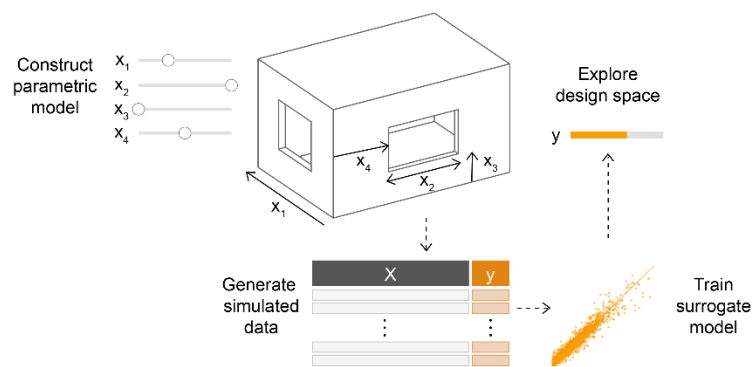 Construct
parametric
model
x₁
x₂
x₃
x₄
x₄
x₂
x₃
x₁
Explore
design space
y
Generate
simulated
data
X
y
Train
surrogate
model